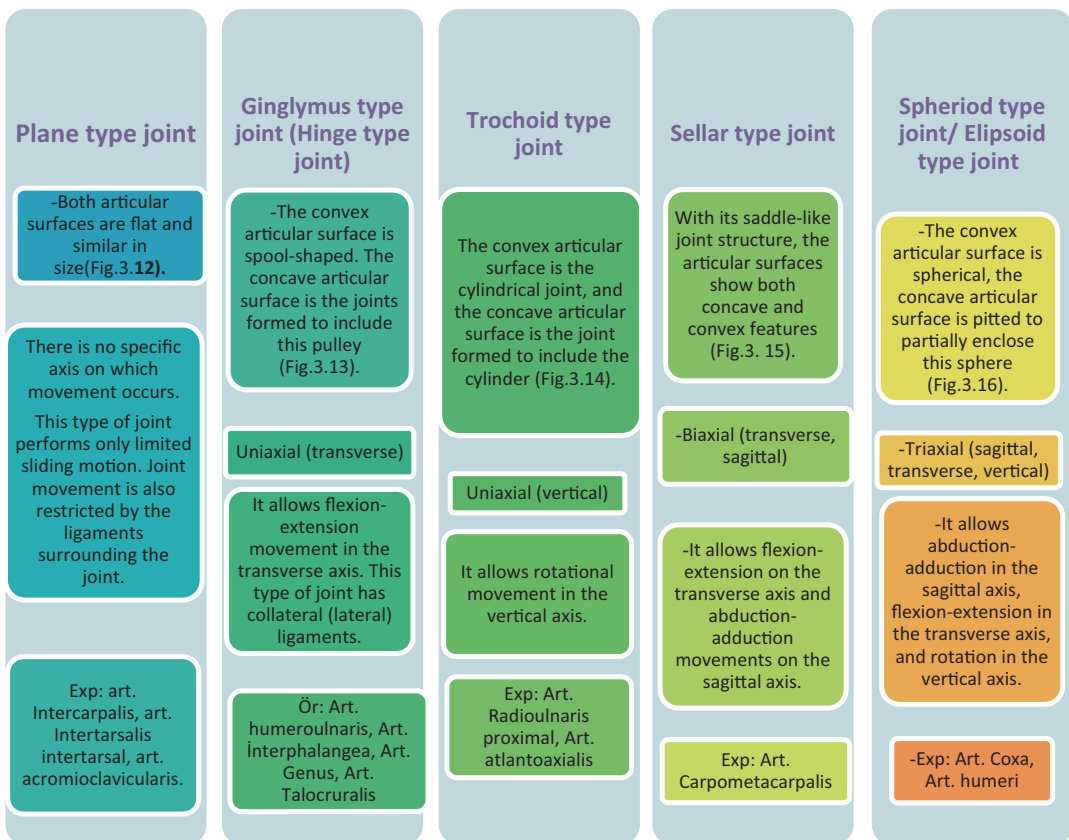 Plane type joint
-Both articular
surfaces are flat and
similar in
size(Fig.3.12).
There is no specific
axis on which
movement occurs.
This type of joint
performs only limited
sliding motion. Joint
movement is also
restricted by the
ligaments
surrounding the
joint.
Exp: art.
Intercarpalis, art.
Intertarsalis
intertarsal, art.
acromioclavicularis.
Ginglymus type
joint (Hinge type
joint)
-The convex
articular surface is
spool-shaped. The
concave articular
surface is the joints
formed to include
this pulley
(Fig.3.13).
Uniaxial (transverse)
It allows flexion-
extension
movement in the
transverse axis. This
type of joint has
collateral (lateral)
ligaments.
Ör: Art.
humeroulnaris, Art.
İnterphalangea, Art.
Genus, Art.
Talocruralis
Trochoid type
joint
The convex articular
surface is the
cylindrical joint, and
the concave articular
surface is the joint
formed to include the
cylinder (Fig.3.14).
Uniaxial (vertical)
It allows rotational
movement in the
vertical axis.
Exp: Art.
Radioulnaris
proximal, Art.
atlantoaxialis
Sellar type joint
With its saddle-like
joint structure, the
articular surfaces
show both
concave and
convex features
(Fig.3. 15).
-Biaxial (transverse,
sagittal)
-It allows flexion-
extension on the
transverse axis and
abduction-
adduction
movements on the
sagittal axis.
Exp: Art.
Carpometacarpalis
Spheriod type
joint/ Elipsoid
type joint
-The convex
articular surface is
spherical, the
concave articular
surface is pitted to
partially enclose
this sphere
(Fig.3.16).
-Triaxial (sagittal,
transverse, vertical)
-It allows
abduction-
adduction in the
sagittal axis,
flexion-extension in
the transverse axis,
and rotation in the
vertical axis.
-Exp: Art. Coxa,
Art. humeri